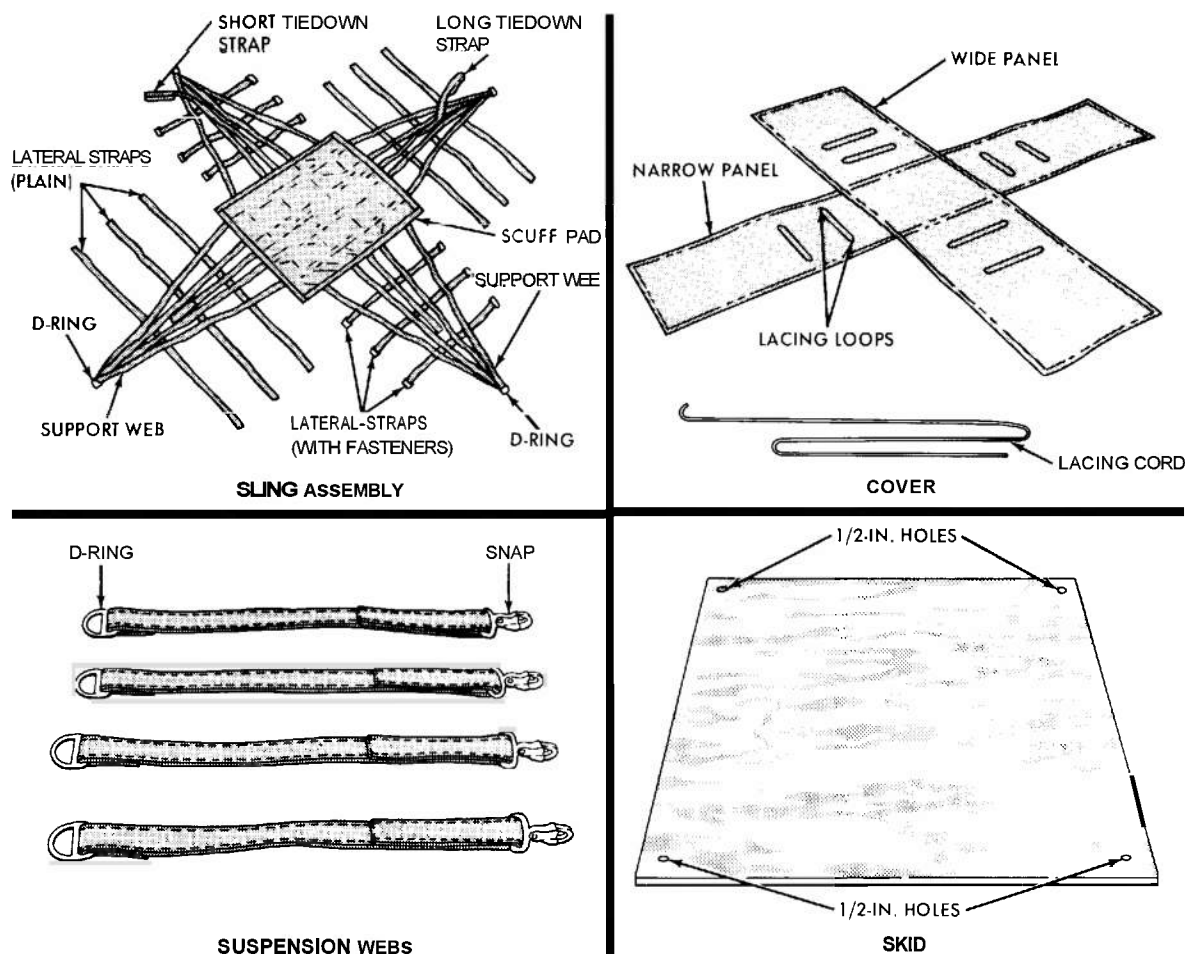 SHORT TIEDOWN
STRAP
LONG TIEDOWN
STRAP
LATERAL STRAPS
(PLAIN)
SCUFF PAD
SUPPORT WEE
D-RING
SUPPORT WEB
LATERAL-STRAPS
(WITH FASTENERS)
D-RING
SLING ASSEMBLY
WIDE PANEL
NARROW PANEL
LACING LOOPS
LACING CORD
COVER
D-RING
SNAP
SUSPENSION WEBS
1/2-IN. HOLES
1/2-IN. HOLES
SKID